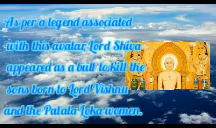 As per a legend associated
with this avatar Lord Shiva
appeared as a bull to kill the
sons born to Lord Vishnu
and the Patala Loka women.